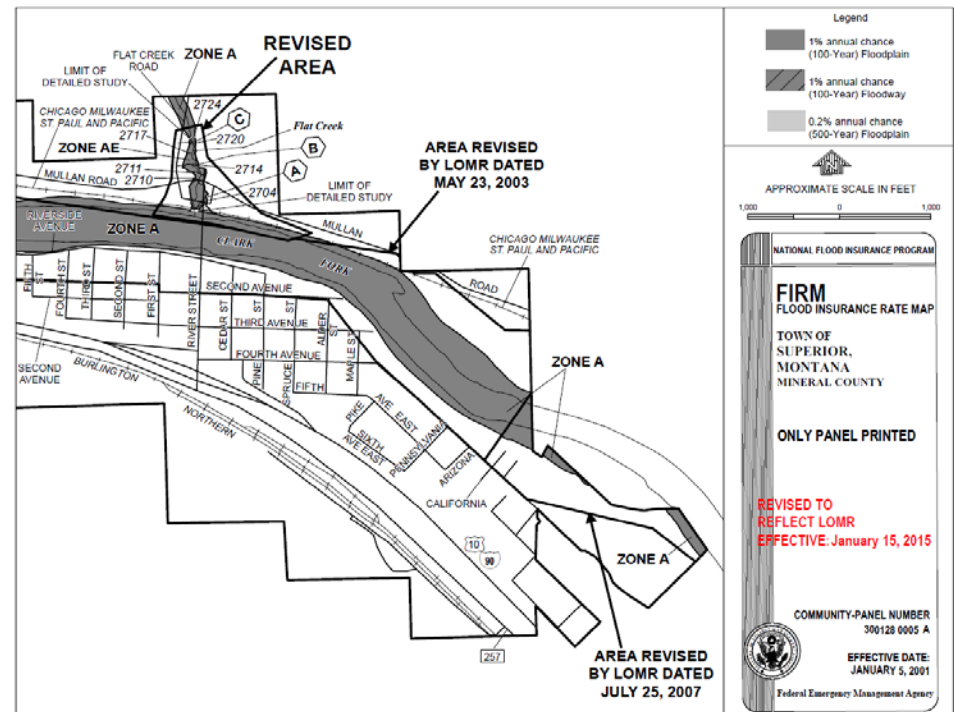 FLAT CREEK
ROAD
ZONE A
REVISED
AREA
LIMIT OF
DETAILED STUDY
2724
CHICAGO MILWAUKEE
ST. PAUL AND PACIFIC
C
2717
2720
Flat Creek
ZONE AE
B
2711
2714
A
2710
MULLAN ROAD
2704
LIMIT OF
DETAILED STUDY
AREA REVISED
BY LOMR DATED
MAY 23, 2003
RIVERSIDE
AVENUE
ZONE A
CLARK
FORK
MULLAN
ROAD
CHICAGO MILWAUKEE
ST. PAUL AND PACIFIC
FIFTH ST
FOURTH ST
THIRD ST
SECOND ST
FIRST ST
RIVER STREET
CEDAR ST
PINE ST
SPRUCE ST
ALDER ST
MAPLE ST
SECOND AVENUE
THIRD AVENUE
FOURTH AVENUE
FIFTH AVE EAST
SECOND
AVENUE
BURLINGTON
NORTHERN
PIKE
SIXTH
AVE EAST
PENNSYLVANIA
ARIZONA
CALIFORNIA
ZONE A
ZONE A
10
90
257
AREA REVISED
BY LOMR DATED
JULY 25, 2007
Legend
1% annual chance
(100-Year) Floodplain
1% annual chance
(100-Year) Floodway
0.2% annual chance
(500-Year) Floodplain
APPROXIMATE SCALE IN FEET
1,000 0 1,000
NATIONAL FLOOD INSURANCE PROGRAM
FIRM
FLOOD INSURANCE RATE MAP
TOWN OF
SUPERIOR,
MONTANA
MINERAL COUNTY
ONLY PANEL PRINTED
REVISED TO
REFLECT LOMR
EFFECTIVE: January 15, 2015
COMMUNITY-PANEL NUMBER
300128 0005 A
EFFECTIVE DATE:
JANUARY 5, 2001
Federal Emergency Management Agency